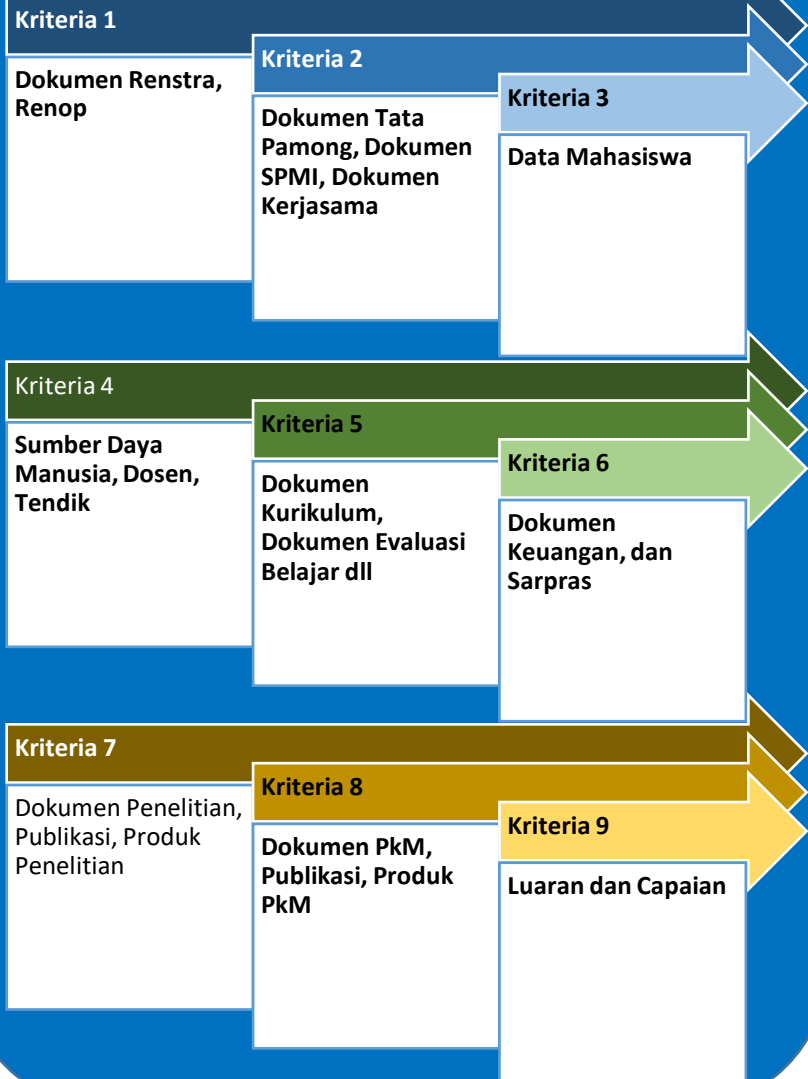 Kriteria 1
Dokumen Renstra,
Renop
Kriteria 2
Dokumen Tata
Pamong, Dokumen
SPMI, Dokumen
Kerjasama
Kriteria 3
Data Mahasiswa
Kriteria 4
Sumber Daya
Manusia, Dosen,
Tendik
Kriteria 5
Dokumen
Kurikulum,
Dokumen Evaluasi
Belajar dll
Kriteria 6
Dokumen
Keuangan, dan
Sarpras
Kriteria 7
Dokumen Penelitian,
Publikasi, Produk
Penelitian
Kriteria 8
Dokumen PkM,
Publikasi, Produk
PkM
Kriteria 9
Luaran dan Capaian